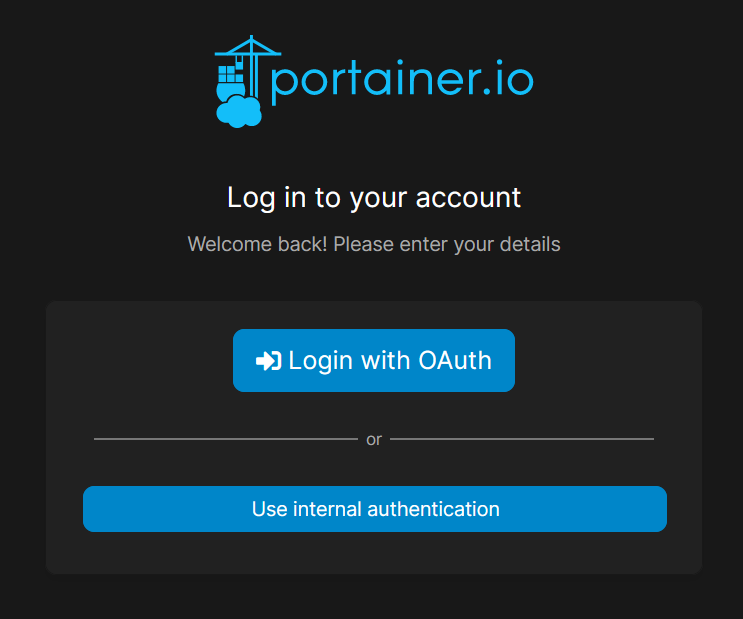 portainer.io
Log in to your account
Welcome back! Please enter your details
Login with OAuth
or
Use internal authentication